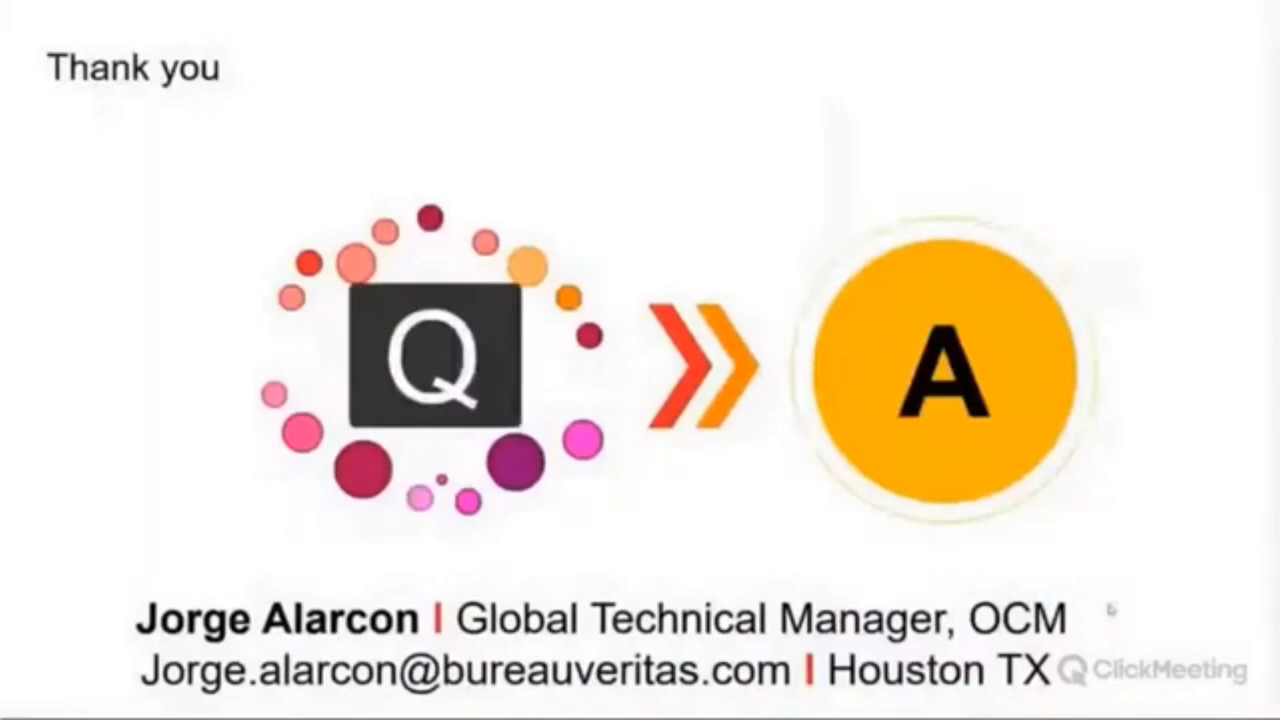 Thank you
Q
A
Jorge Alarcon | Global Technical Manager, OCM
Jorge.alarcon@bureauveritas.com | Houston TX
ClickMeeting